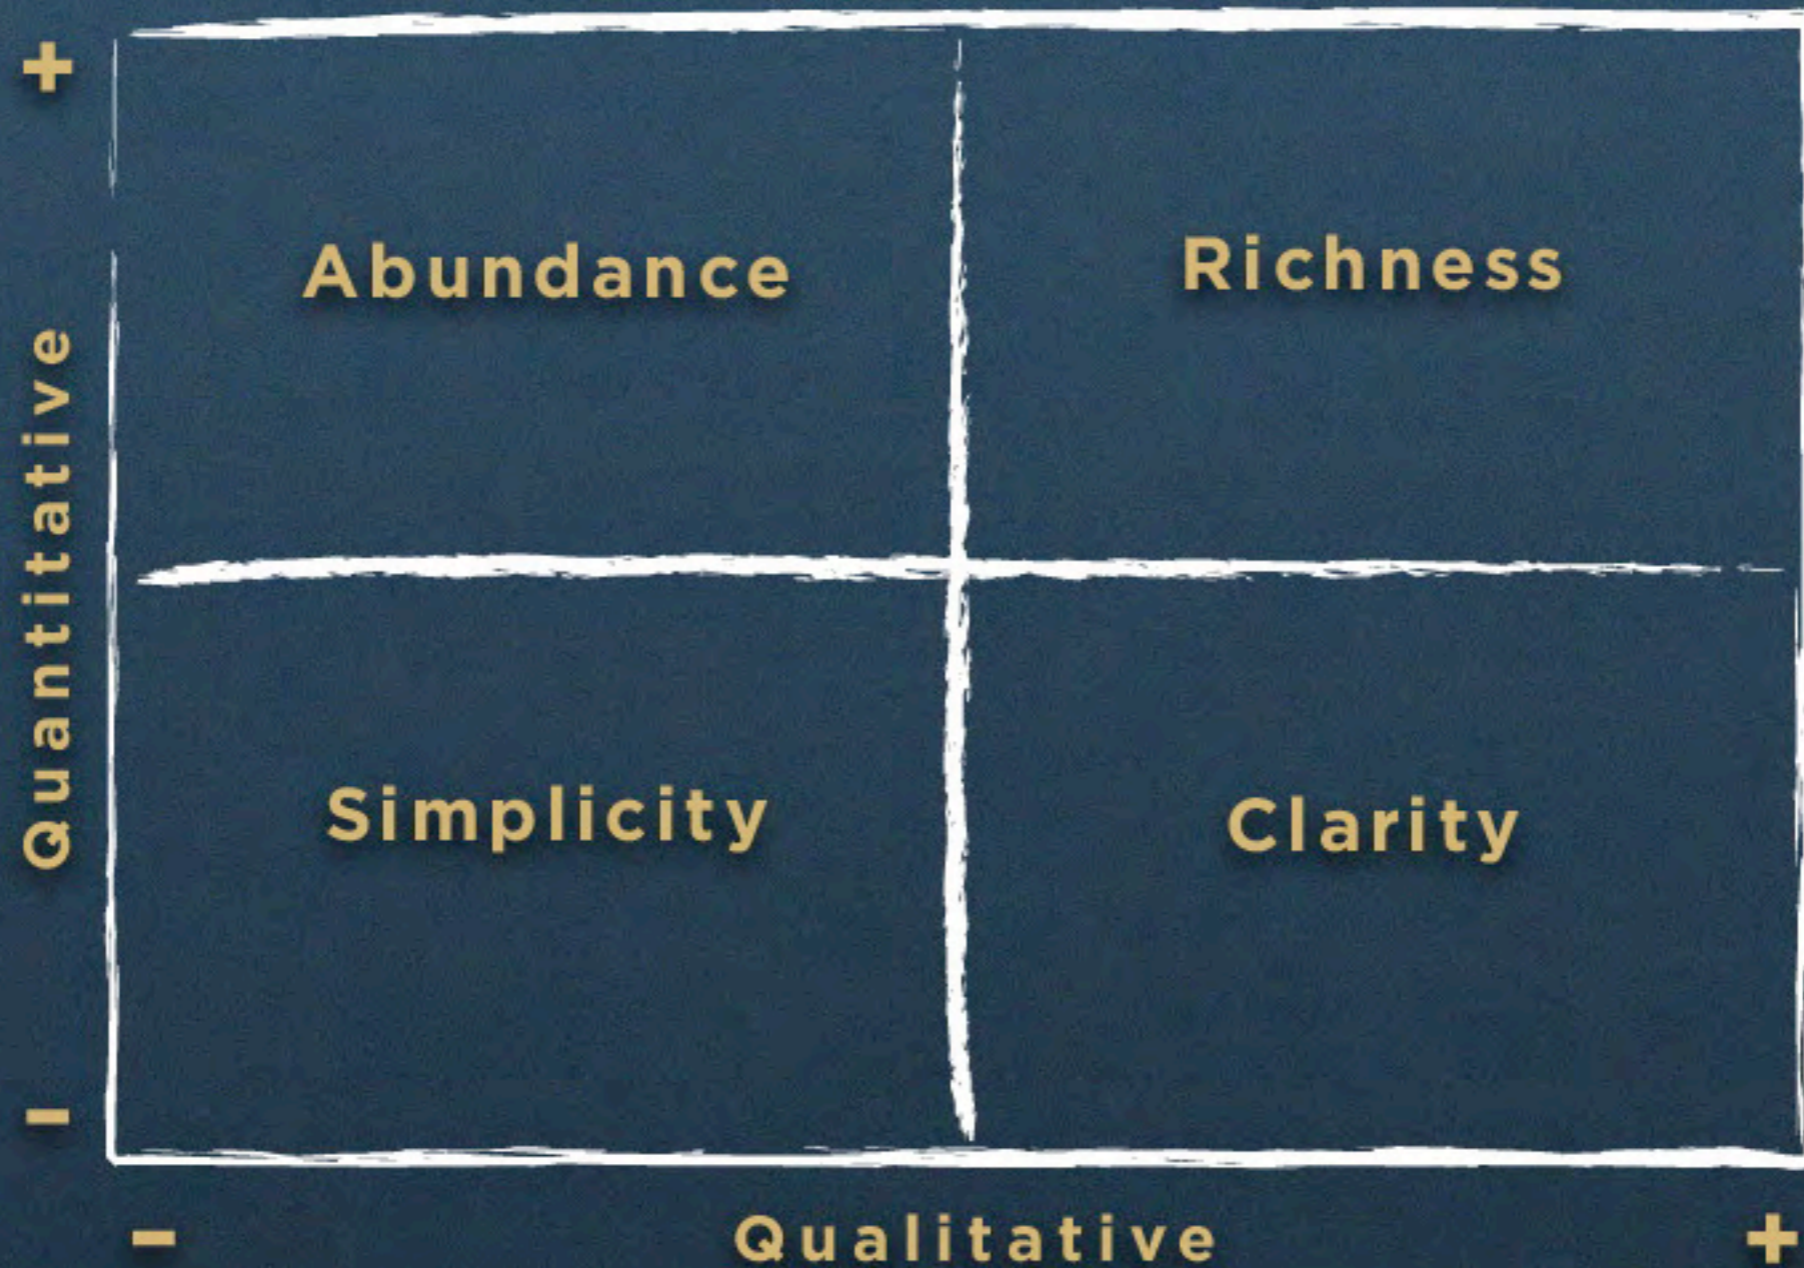 +
Abundance
Richness
Quantitative
Simplicity
Clarity
-
- Qualitative +